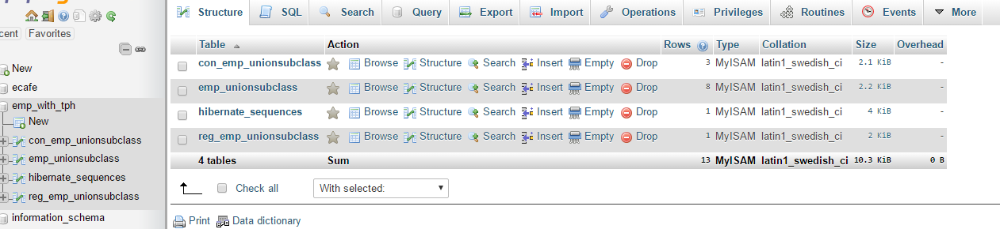 Structure SQL Search Query Export Import Operations Privileges Routines Events More
cent Favorites
New
ecafe
emp_with_tph
New
con_emp_unionsubclass
emp_unionsubclass
hibernate_sequences
reg_emp_unionsubclass
information_schema
Table Action Rows Type Collation Size Overhead
con_emp_unionsubclass Browse Structure Search Insert Empty Drop 3 MyISAM latin1_swedish_ci 2.1 KiB -
emp_unionsubclass Browse Structure Search Insert Empty Drop 8 MyISAM latin1_swedish_ci 2.2 KiB -
hibernate_sequences Browse Structure Search Insert Empty Drop 1 MyISAM latin1_swedish_ci 4 KiB -
reg_emp_unionsubclass Browse Structure Search Insert Empty Drop 1 MyISAM latin1_swedish_ci 2 KiB -
4 tables Sum 13 MyISAM latin1_swedish_ci 10.3 KiB 0 B
Check all With selected:
Print Data dictionary